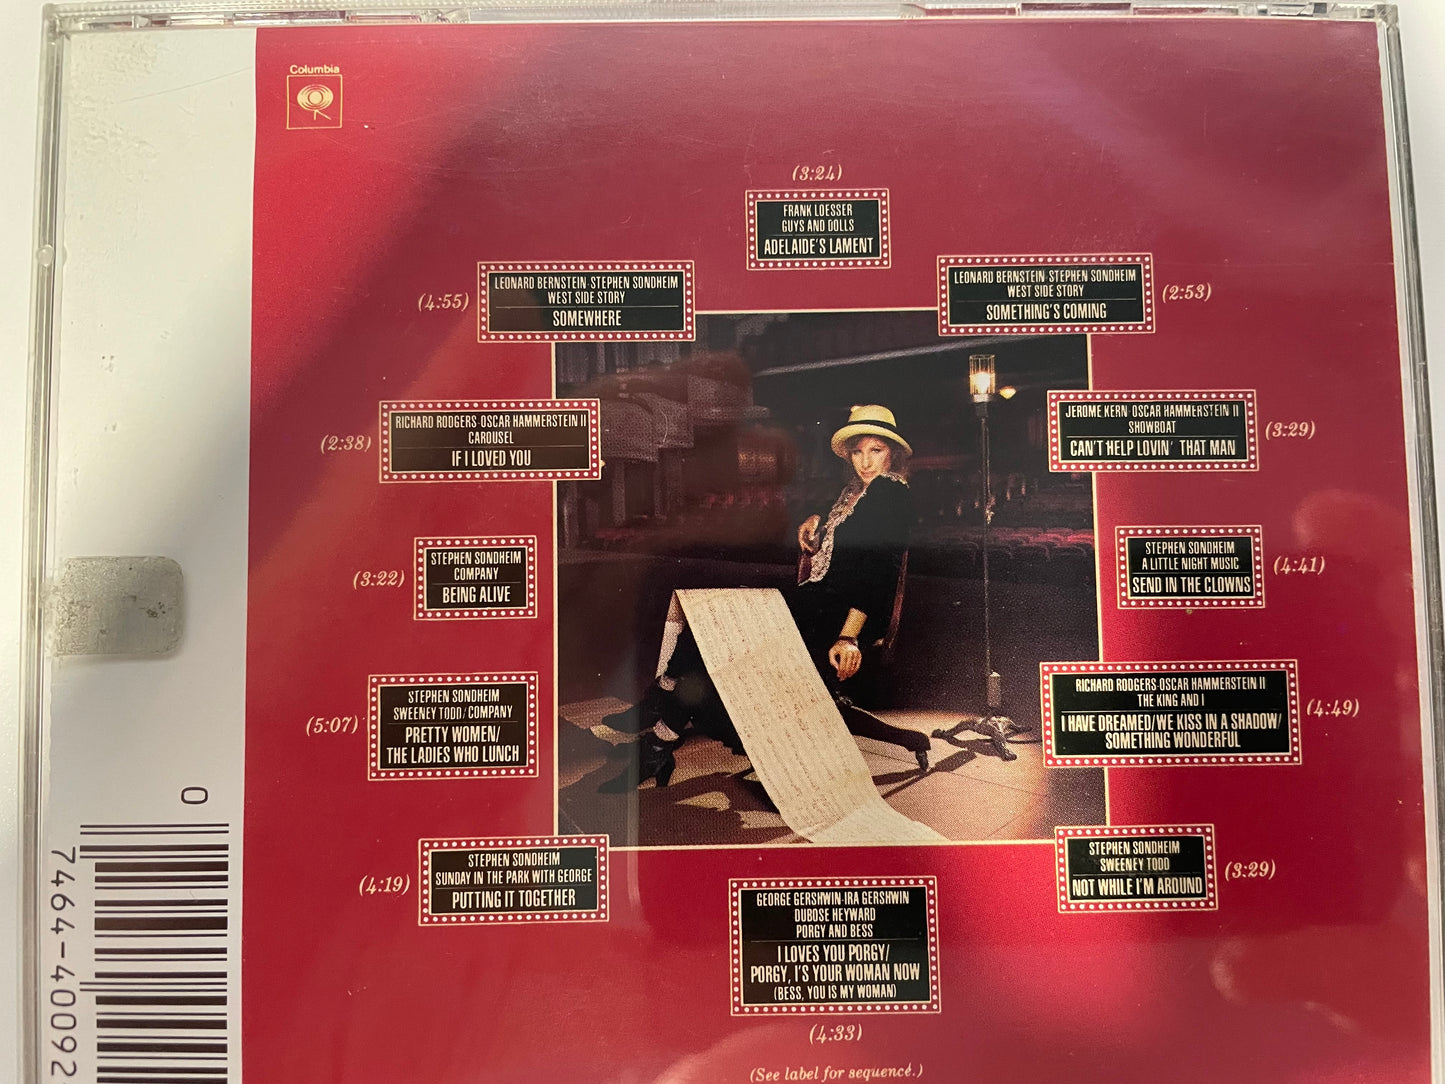 Columbia
(3:24)
FRANK LOESSER
GUYS AND DOLLS
ADELAIDE'S LAMENT
(4:55)
LEONARD BERNSTEIN-STEPHEN SONDHEIM
WEST SIDE STORY
SOMEWHERE
LEONARD BERNSTEIN-STEPHEN SONDHEIM
WEST SIDE STORY
SOMETHING'S COMING
(2:53)
(2:38)
RICHARD RODGERS-OSCAR HAMMERSTEIN II
CAROUSEL
IF I LOVED YOU
JEROME KERN-OSCAR HAMMERSTEIN II
SHOWBOAT
CAN'T HELP LOVIN' THAT MAN
(3:29)
(3:22)
STEPHEN SONDHEIM
COMPANY
BEING ALIVE
STEPHEN SONDHEIM
A LITTLE NIGHT MUSIC
SEND IN THE CLOWNS
(4:41)
(5:07)
STEPHEN SONDHEIM
SWEENEY TODD/COMPANY
PRETTY WOMEN/
THE LADIES WHO LUNCH
RICHARD RODGERS-OSCAR HAMMERSTEIN II
THE KING AND I
I HAVE DREAMED/WE KISS IN A SHADOW/
SOMETHING WONDERFUL
(4:49)
(4:19)
STEPHEN SONDHEIM
SUNDAY IN THE PARK WITH GEORGE
PUTTING IT TOGETHER
STEPHEN SONDHEIM
SWEENEY TODD
NOT WHILE I'M AROUND
(3:29)
GEORGE GERSHWIN-IRA GERSHWIN
DUBOSE HEYWARD
PORGY AND BESS
I LOVES YOU PORGY/
PORGY, I'S YOUR WOMAN NOW
(BESS, YOU IS MY WOMAN)
(4:33)
(See label for sequence.)
0
7464-40092